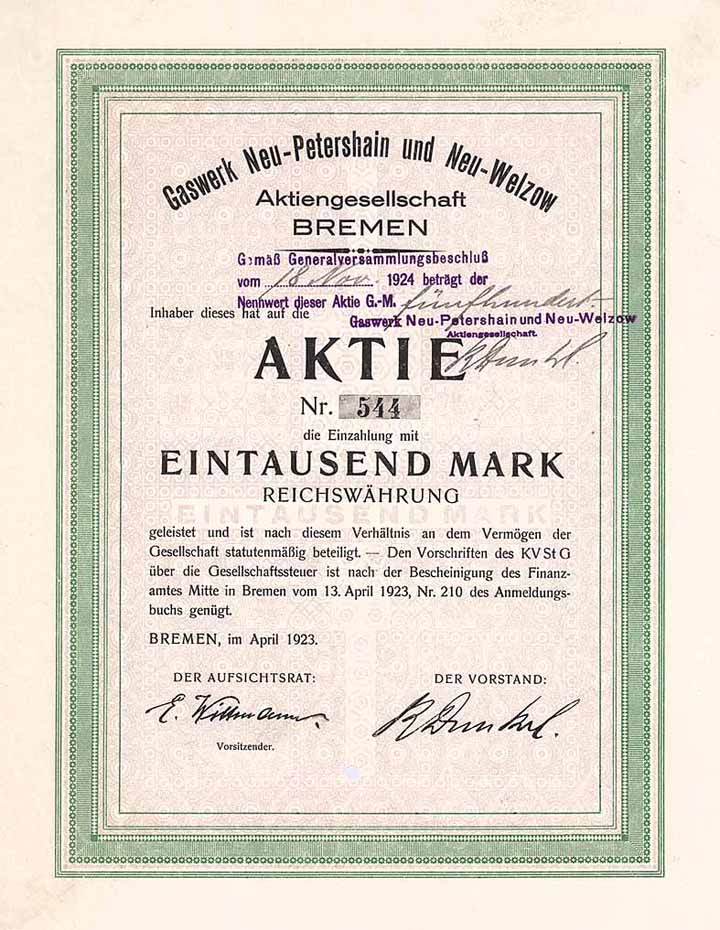 Gaswerk Neu-Petershain und Neu-Welzow
Aktiengesellschaft
BREMEN
Gemäß Generalversammlungsbeschluß
vom 18 Nov. 1924 beträgt der
Nennwert dieser Aktie G.-M. fünfhundert.-
Inhaber dieses hat auf die
Gaswerk Neu-Petershain und Neu-Welzow
Aktiengesellschaft.
R Dunkel.
AKTIE
Nr. 544
die Einzahlung mit
EINTAUSEND MARK
REICHSWÄHRUNG
EINTAUSEND MARK
geleistet und ist nach diesem Verhältnis an dem Vermögen der
Gesellschaft statutenmäßig beteiligt. — Den Vorschriften des KVStG
über die Gesellschaftssteuer ist nach der Bescheinigung des Finanz-
amtes Mitte in Bremen vom 13. April 1923, Nr. 210 des Anmeldungs-
buchs genügt.
BREMEN, im April 1923.
DER AUFSICHTSRAT:
E. Wittmann.
Vorsitzender.
DER VORSTAND:
R Dunkel.